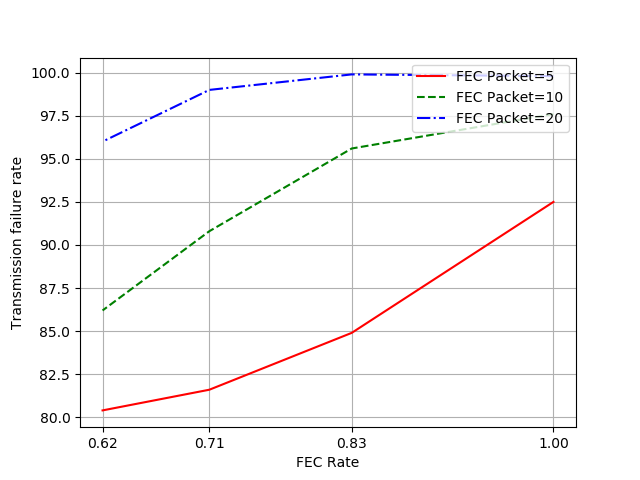 100.0
97.5
95.0
92.5
90.0
87.5
85.0
82.5
80.0
Transmission failure rate
FEC Packet=5
FEC Packet=10
FEC Packet=20
0.62 0.71 0.83 1.00
FEC Rate